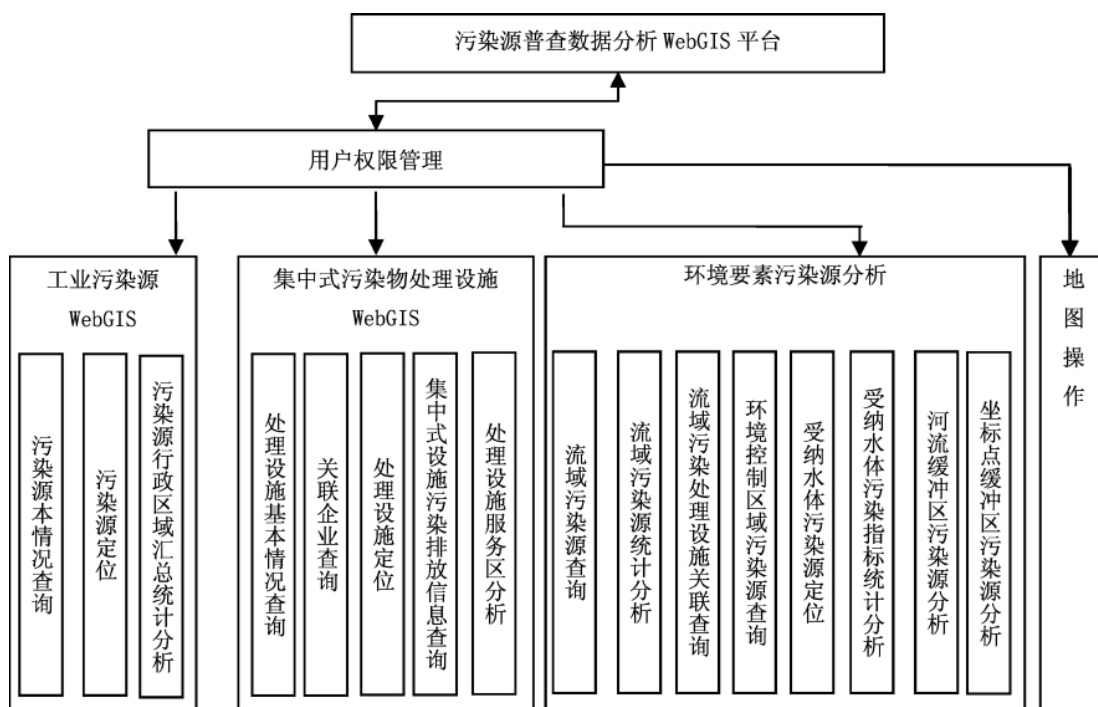 污染源普查数据分析 WebGIS 平台
用户权限管理
工业污染源
WebGIS
污染源本情况查询
污染源定位
污染源行政区域汇总统计分析
集中式污染物处理设施
WebGIS
处理设施基本情况查询
关联企业查询
处理设施定位
集中式设施污染排放信息查询
处理设施服务区分析
环境要素污染源分析
流域污染源查询
流域污染源统计分析
流域污染处理设施关联查询
环境控制区域污染源查询
受纳水体污染源定位
受纳水体污染指标统计分析
河流缓冲区污染源分析
坐标点缓冲区污染源分析
地图操作